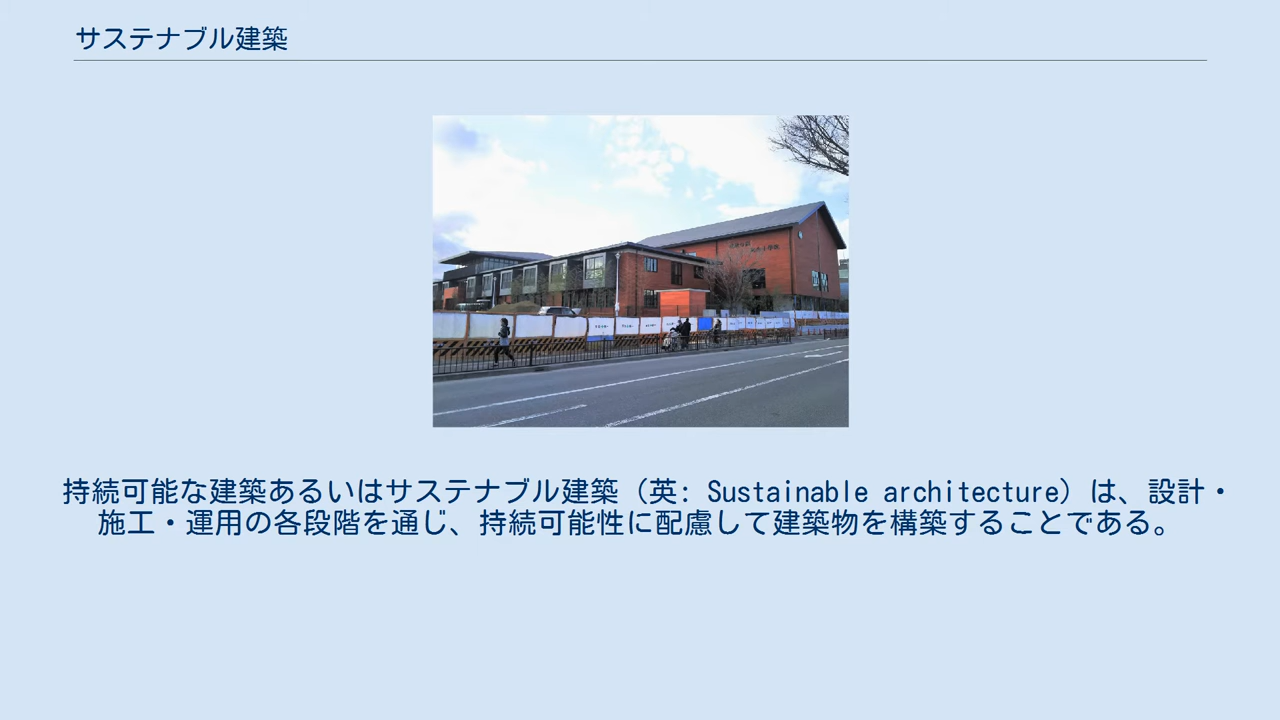 サステナブル建築
持続可能な建築あるいはサステナブル建築（英: Sustainable architecture）は、設計・
施工・運用の各段階を通じ、持続可能性に配慮して建築物を構築することである。